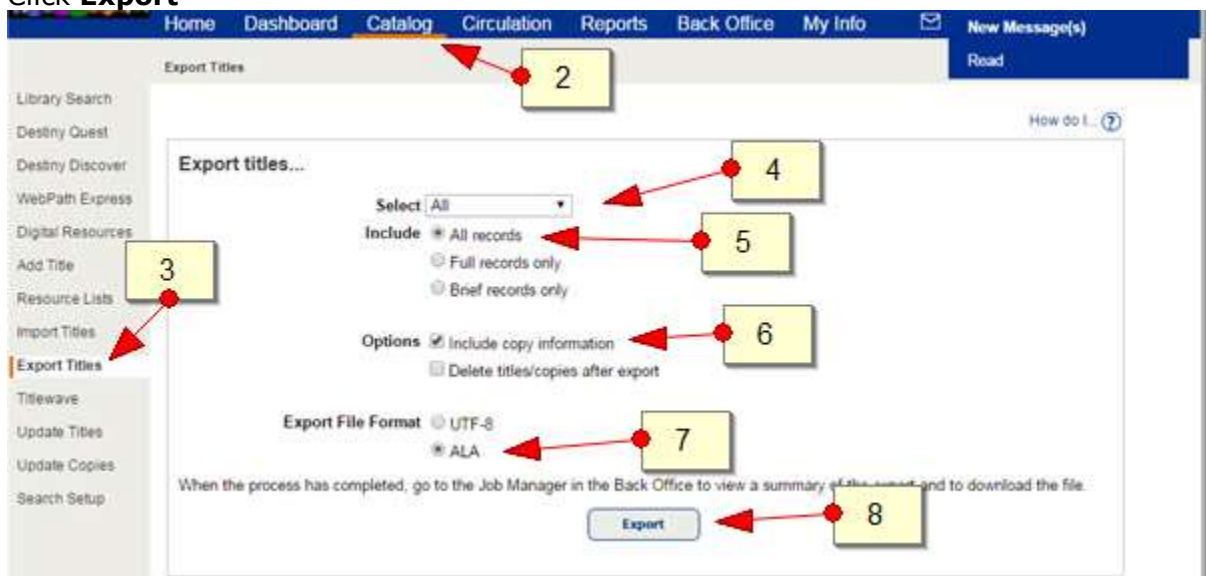 Click Export
Home Dashboard Catalog Circulation Reports Back Office My Info New Message(s)
Read
Export Titles
2
How do I... ?
Library Search
Destiny Quest
Destiny Discover
WebPath Express
Digital Resources
Add Title
Resource Lists
Import Titles
Export Titles
Titlewave
Update Titles
Update Copies
Search Setup
3
Export titles...
4
Select All
Include All records
5
Full records only
Brief records only
Options Include copy information
6
Delete titles/copies after export
Export File Format UTF-8
ALA
7
When the process has completed, go to the Job Manager in the Back Office to view a summary of the export and to download the file.
Export
8